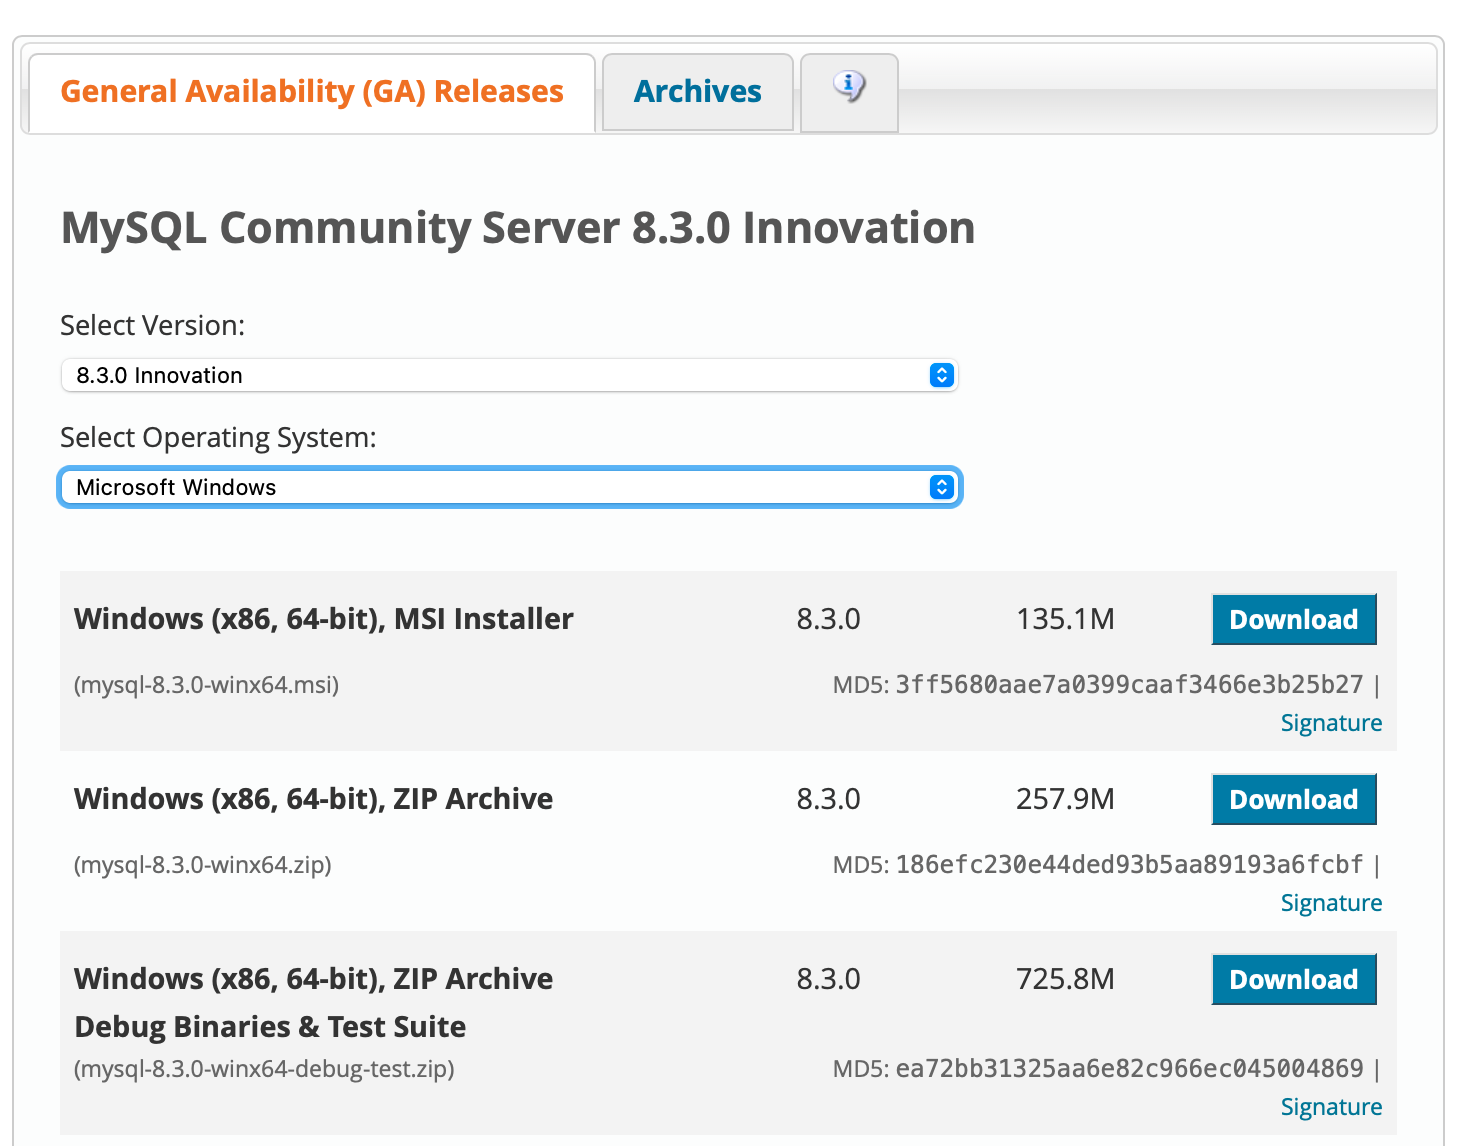 General Availability (GA) Releases
Archives
MySQL Community Server 8.3.0 Innovation
Select Version:
8.3.0 Innovation
Select Operating System:
Microsoft Windows
Windows (x86, 64-bit), MSI Installer 8.3.0 135.1M Download
(mysql-8.3.0-winx64.msi) MD5: 3ff5680aae7a0399caaf3466e3b25b27 |
Signature
Windows (x86, 64-bit), ZIP Archive 8.3.0 257.9M Download
(mysql-8.3.0-winx64.zip) MD5: 186efc230e44ded93b5aa89193a6fcbf |
Signature
Windows (x86, 64-bit), ZIP Archive 8.3.0 725.8M Download
Debug Binaries & Test Suite
(mysql-8.3.0-winx64-debug-test.zip) MD5: ea72bb31325aa6e82c966ec045004869 |
Signature